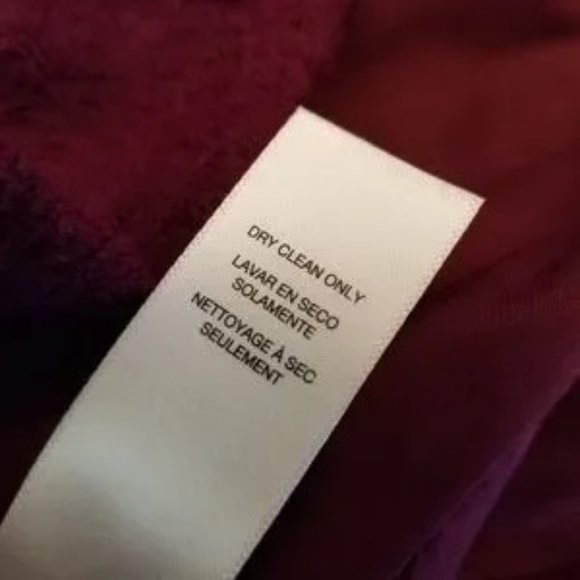 DRY CLEAN ONLY
LAVAR EN SECO
SOLAMENTE
NETTOYAGE À SEC
SEULEMENT